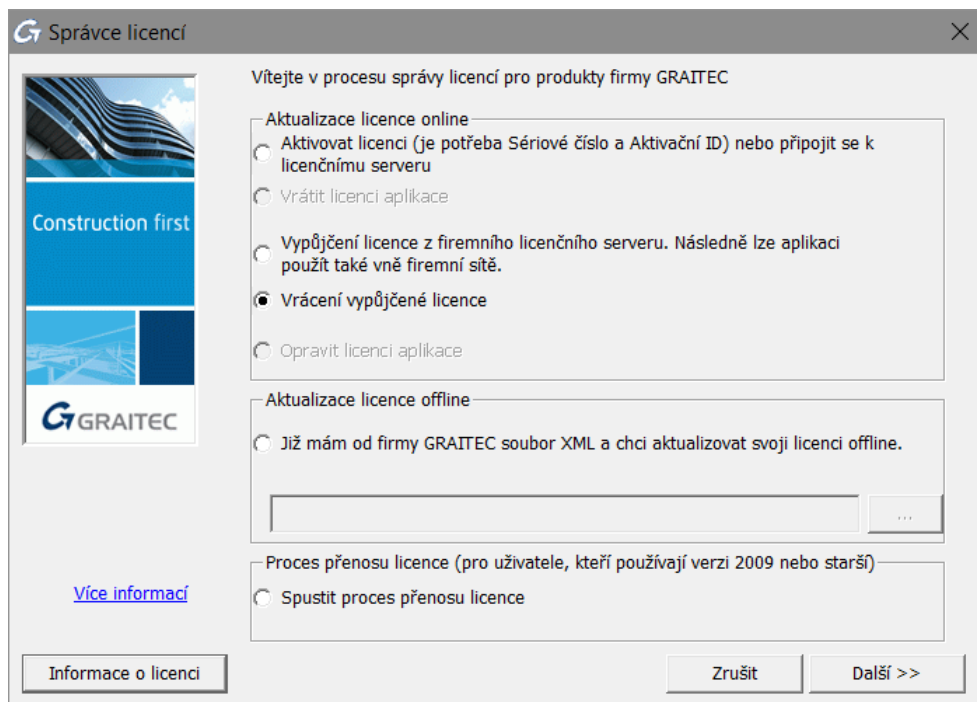 Správce licencí
Vítejte v procesu správy licencí pro produkty firmy GRAITEC
Aktualizace licence online
Aktivovat licenci (je potřeba Sériové číslo a Aktivační ID) nebo připojit se k
licenčnímu serveru
Vrátit licenci aplikace
Vypůjčení licence z firemního licenčního serveru. Následně lze aplikaci
použít také vně firemní sítě.
Vrácení vypůjčené licence
Opravit licenci aplikace
Construction first
GRAITEC
Aktualizace licence offline
Již mám od firmy GRAITEC soubor XML a chci aktualizovat svoji licenci offline.
...
Proces přenosu licence (pro uživatele, kteří používají verzi 2009 nebo starší)
Spustit proces přenosu licence
Více informací
Informace o licenci
Zrušit
Další >>